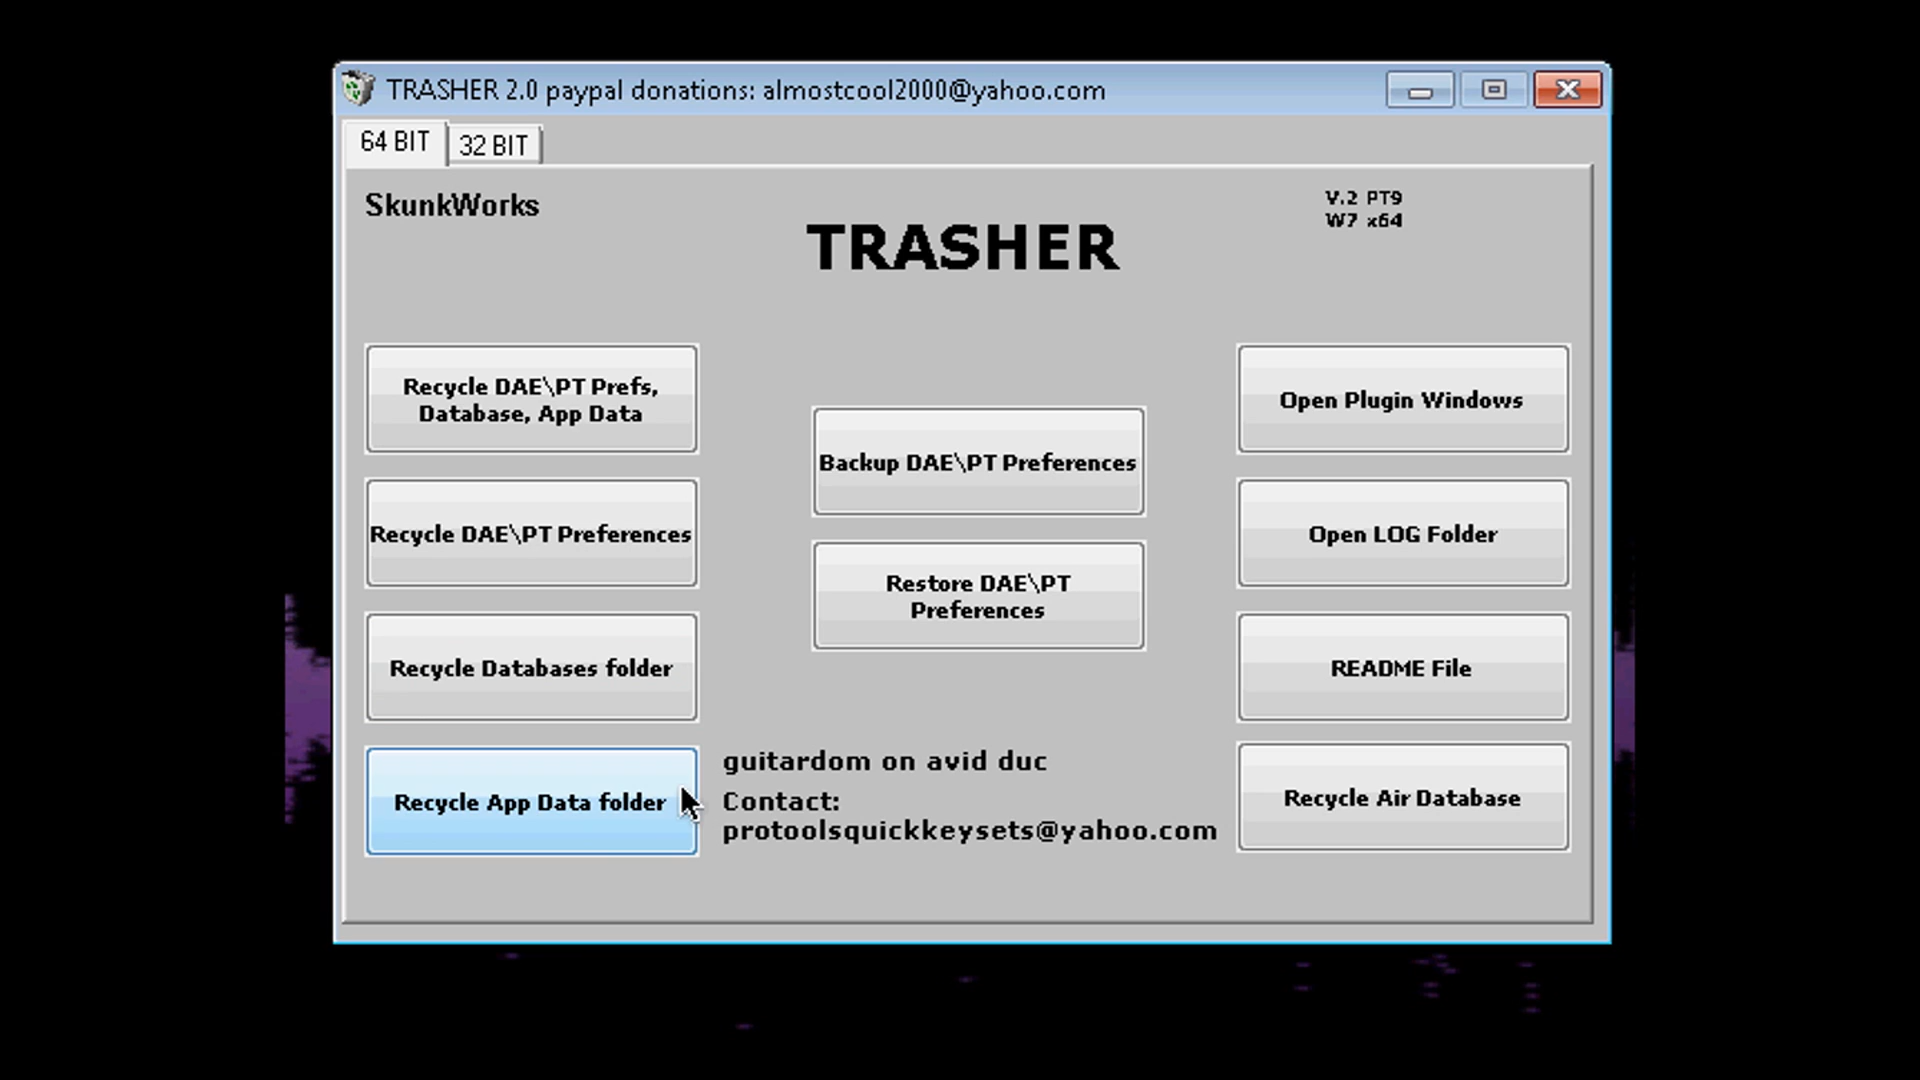 TRASHER 2.0 paypal donations: almostcool2000@yahoo.com
64 BIT
32 BIT
SkunkWorks
V.2 PT9
W7 x64
TRASHER
Recycle DAE\PT Prefs,
Database, App Data
Recycle DAE\PT Preferences
Recycle Databases folder
Recycle App Data folder
Backup DAE\PT Preferences
Restore DAE\PT
Preferences
guitardom on avid duc
Contact:
protoolsquickkeysets@yahoo.com
Open Plugin Windows
Open LOG Folder
README File
Recycle Air Database